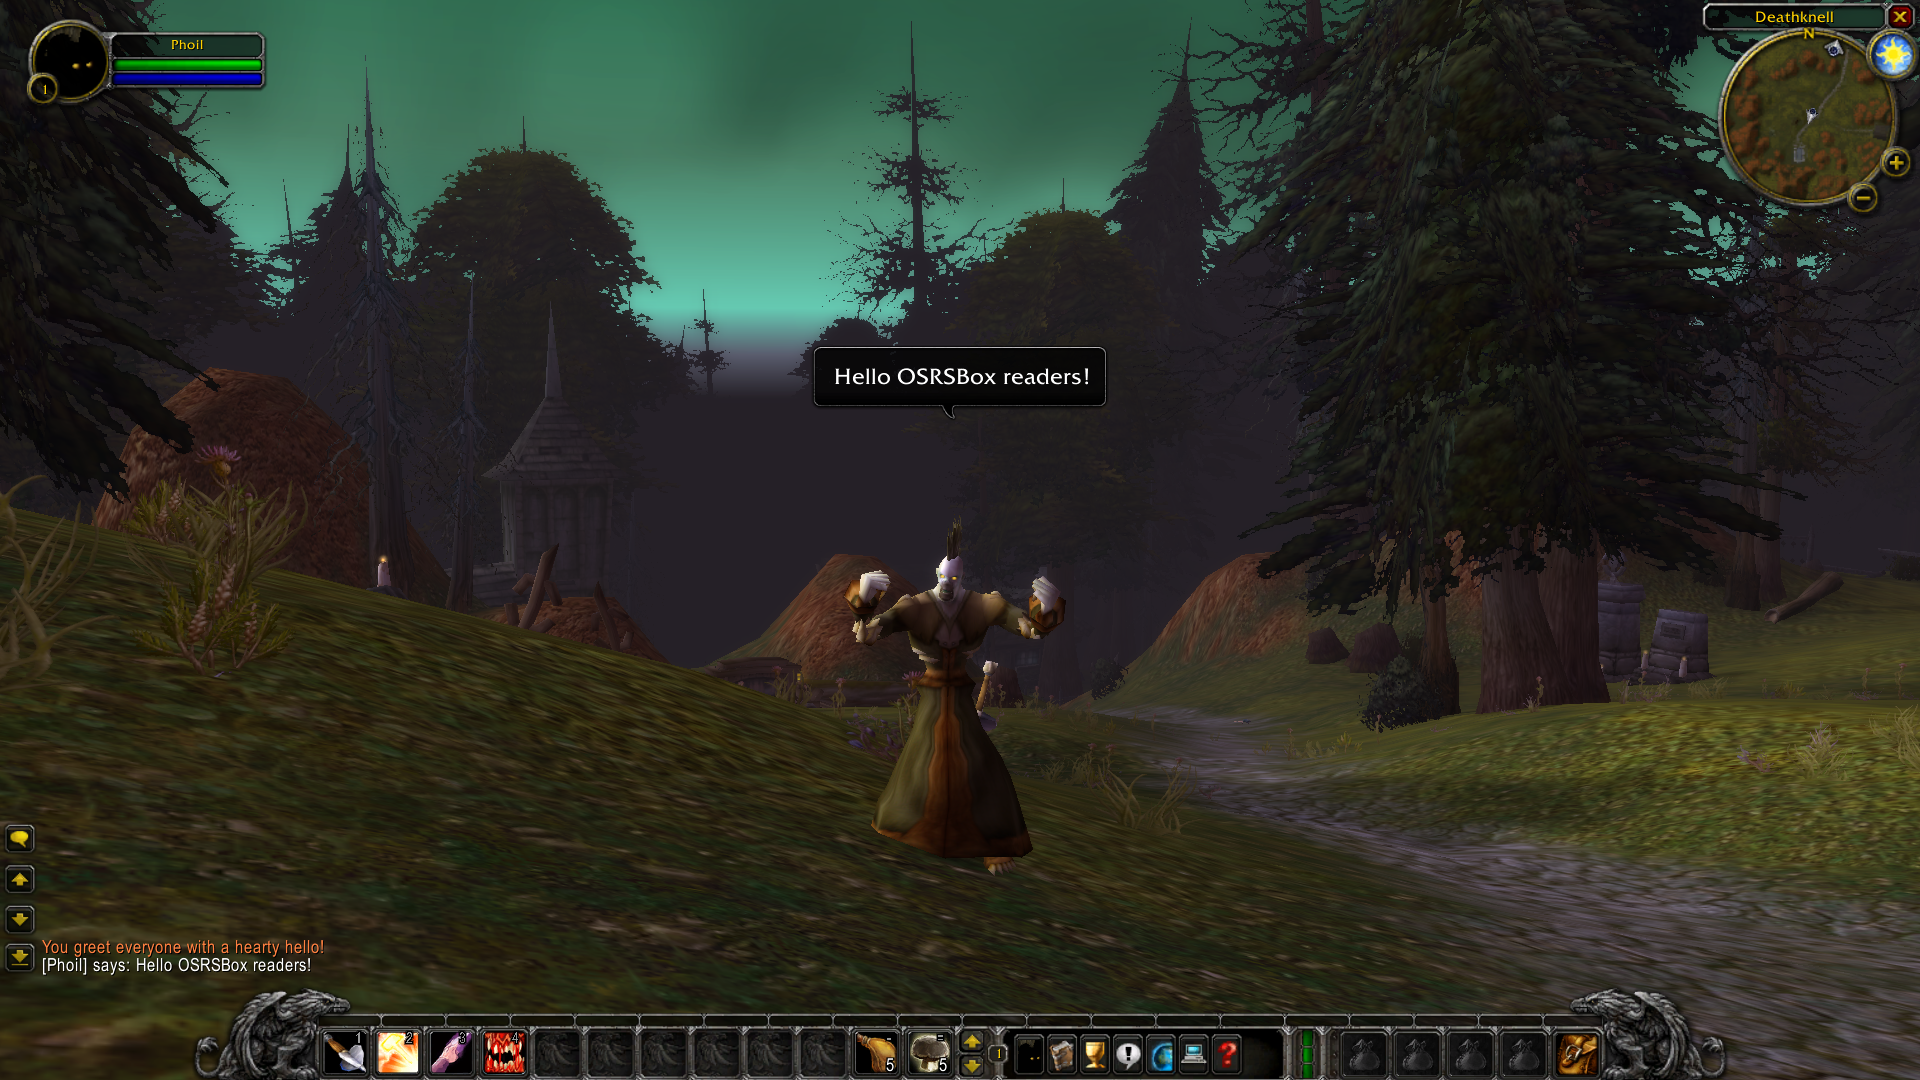 Phoil
1
Deathknell
N
Hello OSRSBox readers!
You greet everyone with a hearty hello!
[Phoil] says: Hello OSRSBox readers!
1 2 3 4 - = 1
5 5